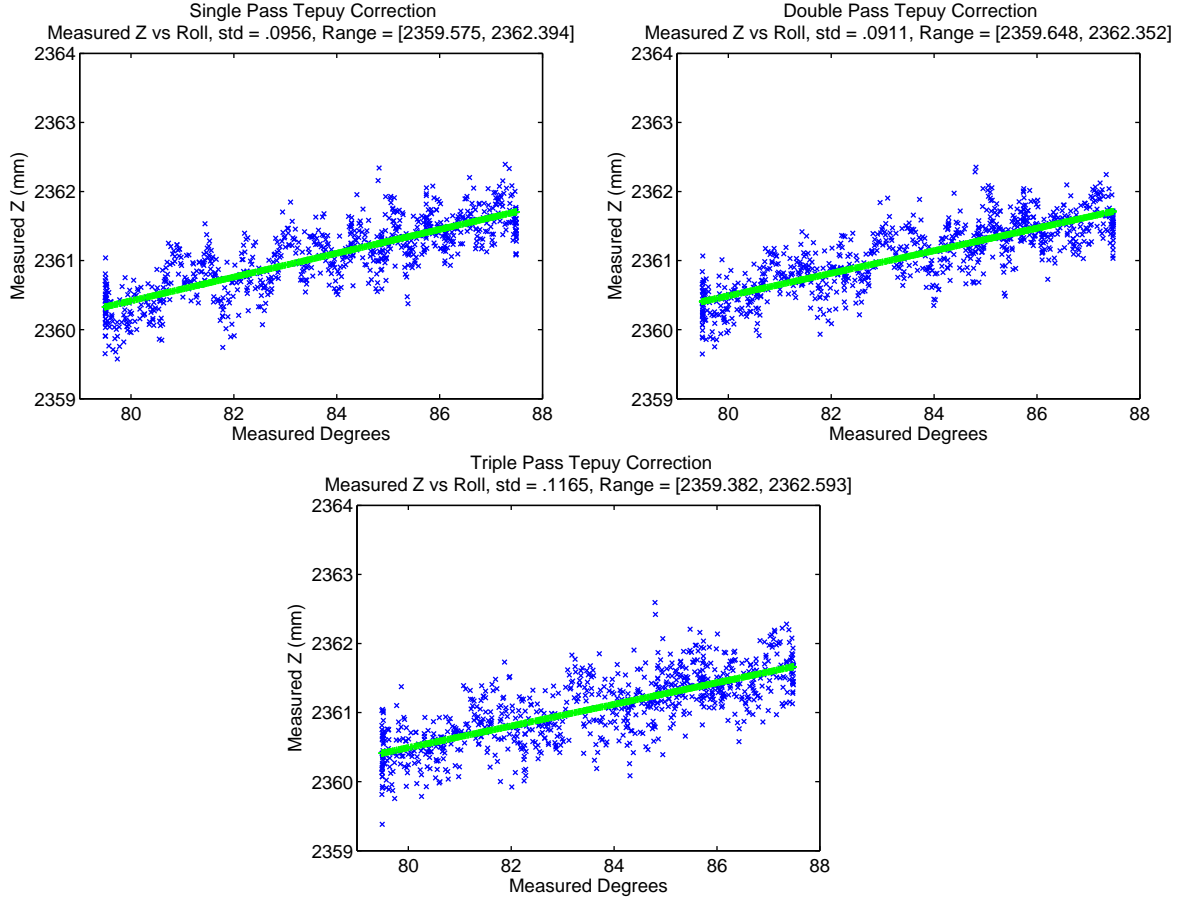 Single Pass Tepuy Correction
Measured Z vs Roll, std = .0956, Range = [2359.575, 2362.394]
2364
2363
2362
2361
2360
2359
Measured Z (mm)
80 82 84 86 88
Measured Degrees
Double Pass Tepuy Correction
Measured Z vs Roll, std = .0911, Range = [2359.648, 2362.352]
2364
2363
2362
2361
2360
2359
Measured Z (mm)
80 82 84 86 88
Measured Degrees
Triple Pass Tepuy Correction
Measured Z vs Roll, std = .1165, Range = [2359.382, 2362.593]
2364
2363
2362
2361
2360
2359
Measured Z (mm)
80 82 84 86 88
Measured Degrees